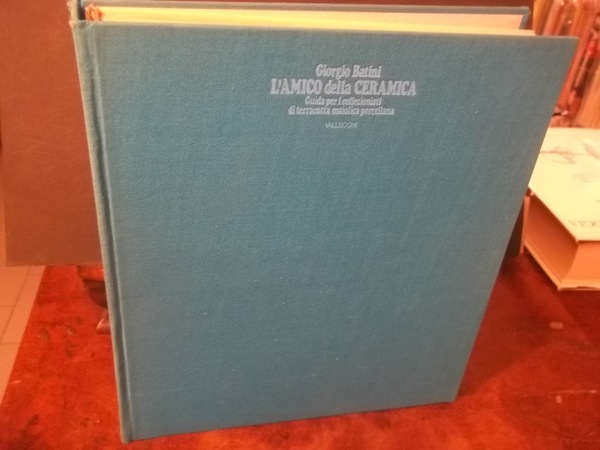 Giorgio Batini
L'AMICO della CERAMICA
Guida per i collezionisti
di terracotta maiolica porcellana
VALLECCHI